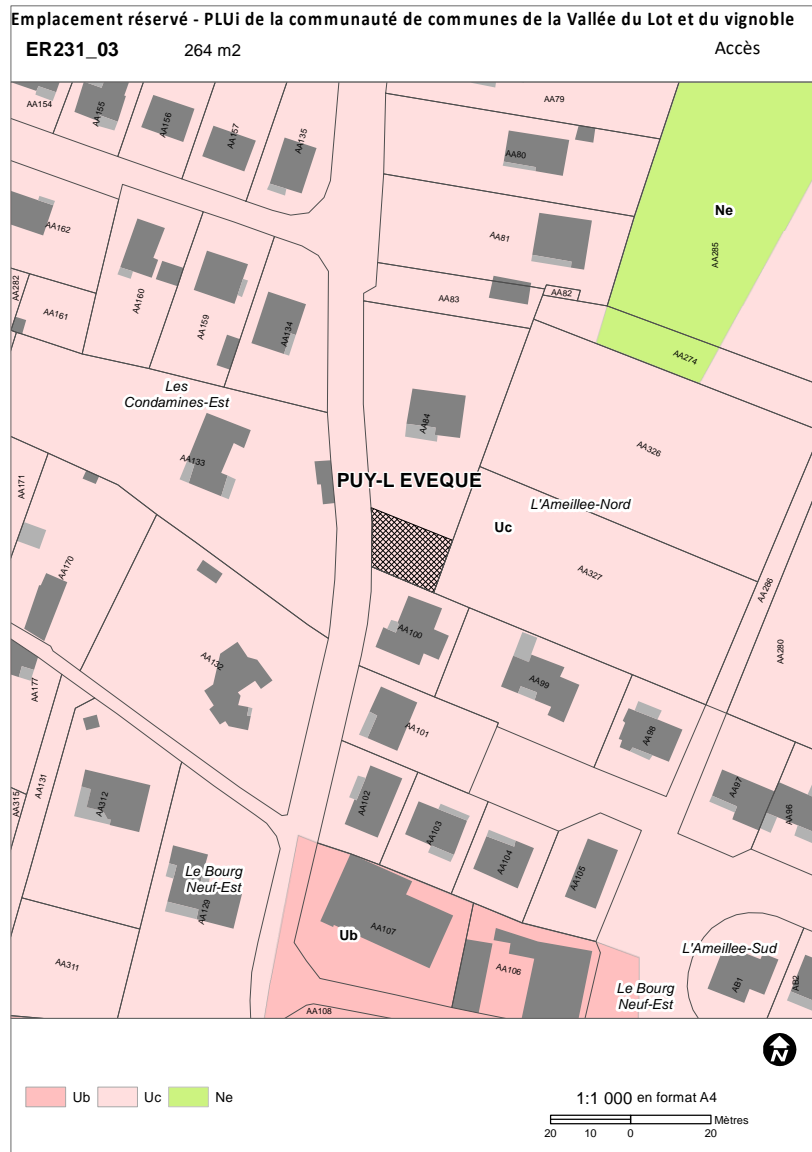 Emplacement réservé - PLUi de la communauté de communes de la Vallée du Lot et du vignoble
ER231_03 264 m2 Accès
AA154
AA155
AA156
AA157
AA135
AA79
AA80
Ne
AA162
AA81
AA285
AA282
AA160
AA83
AA82
AA161
AA159
AA134
AA274
Les
Condamines-Est
AA84
AA326
AA133
PUY-L EVEQUE
AA171
L'Ameillee-Nord
Uc
AA170
AA327
AA266
AA100
AA132
AA280
AA177
AA99
AA101
AA98
AA131
AA315
AA312
AA102
AA97
AA96
AA103
AA104
AA105
Le Bourg
Neuf-Est
AA129
AA107
Ub
L'Ameillee-Sud
AA311
AA106
AB1
AB2
Le Bourg
Neuf-Est
AA108
N
Ub Uc Ne
1:1 000 en format A4
Mètres
20 10 0 20